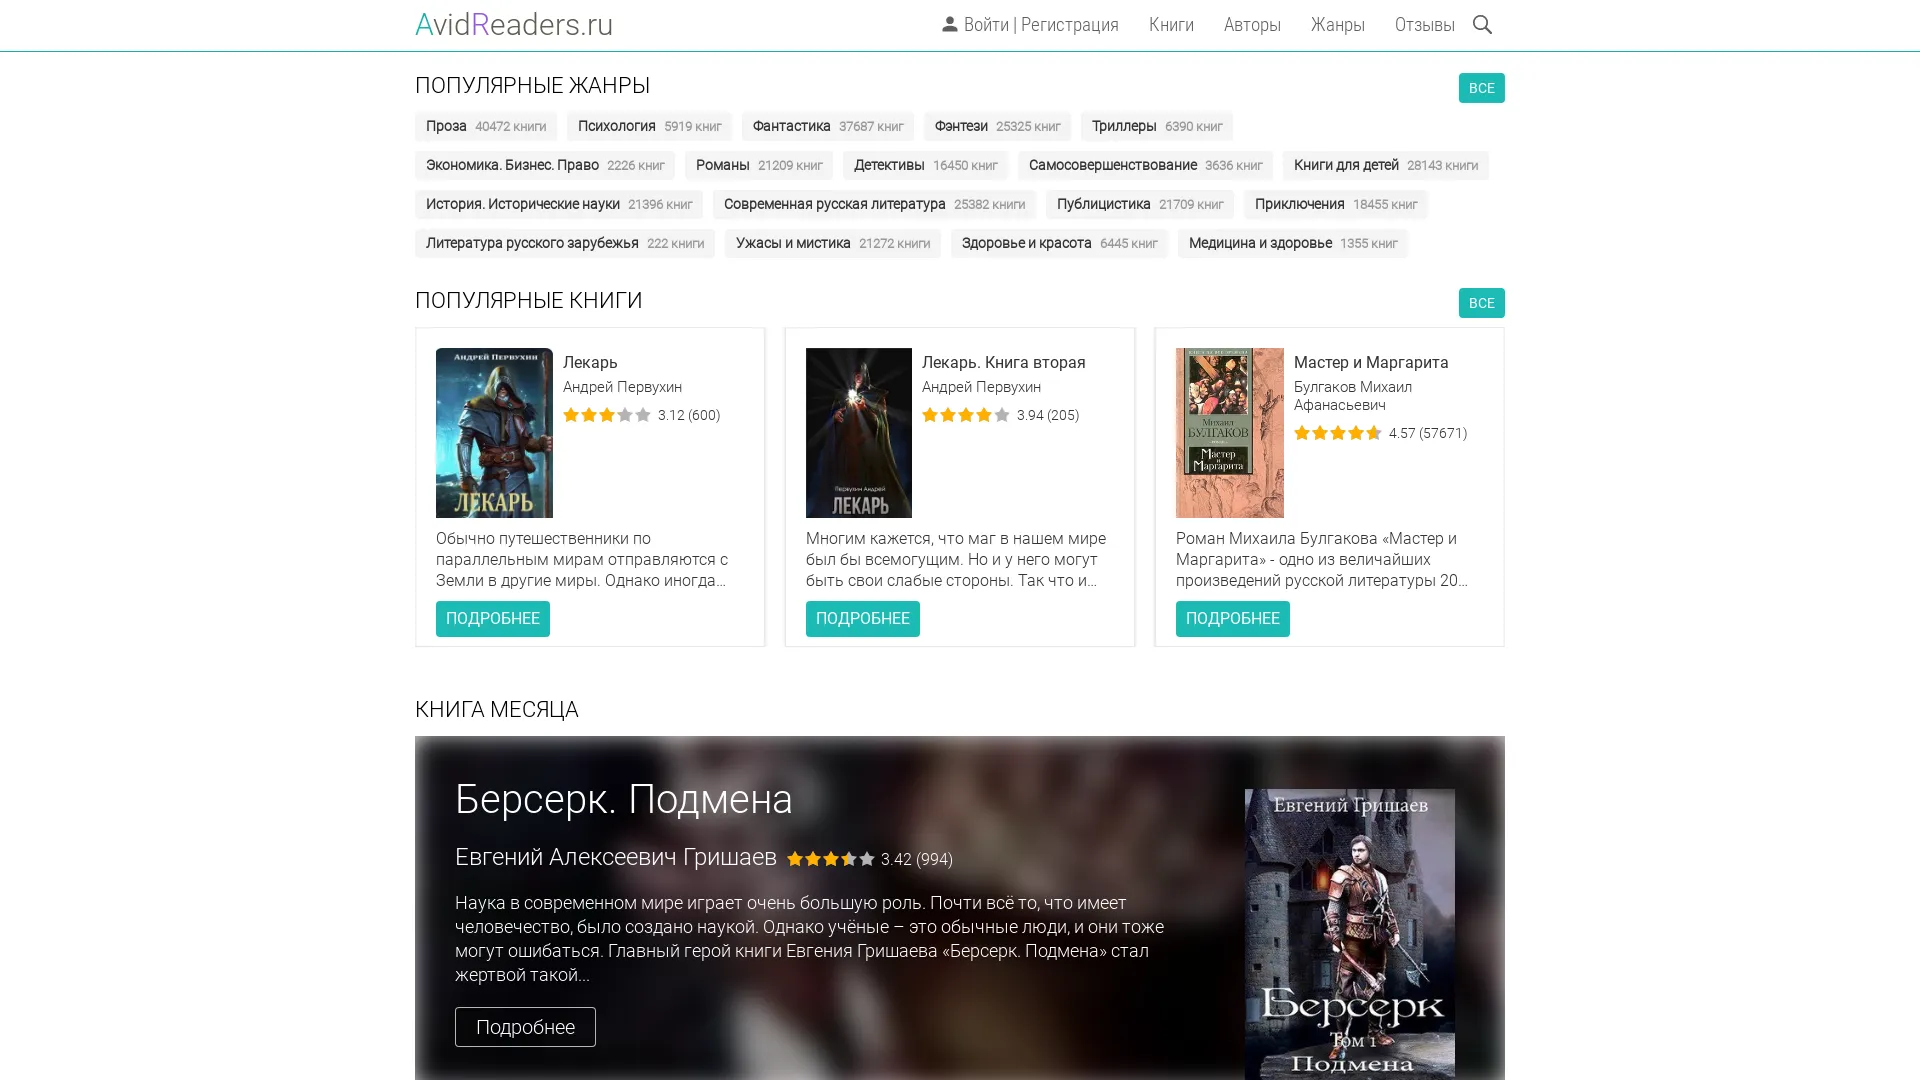 AvidReaders.ru
Войти | Регистрация Книги Авторы Жанры Отзывы
ПОПУЛЯРНЫЕ ЖАНРЫ ВСЕ
Проза 40472 книги Психология 5919 книг Фантастика 37687 книг Фэнтези 25325 книг Триллеры 6390 книг
Экономика. Бизнес. Право 2226 книг Романы 21209 книг Детективы 16450 книг Самосовершенствование 3636 книг Книги для детей 28143 книги
История. Исторические науки 21396 книг Современная русская литература 25382 книги Публицистика 21709 книг Приключения 18455 книг
Литература русского зарубежья 222 книги Ужасы и мистика 21272 книги Здоровье и красота 6445 книг Медицина и здоровье 1355 книг
ПОПУЛЯРНЫЕ КНИГИ ВСЕ
Андрей Первухин
ЛЕКАРЬ
Лекарь
Андрей Первухин
3.12 (600)
Обычно путешественники по
параллельным мирам отправляются с
Земли в другие миры. Однако иногда...
ПОДРОБНЕЕ
Первухин Андрей
ЛЕКАРЬ
Лекарь. Книга вторая
Андрей Первухин
3.94 (205)
Многим кажется, что маг в нашем мире
был бы всемогущим. Но и у него могут
быть свои слабые стороны. Так что и...
ПОДРОБНЕЕ
Михаил
БУЛГАКОВ
Мастер
и
Маргарита
Мастер и Маргарита
Булгаков Михаил
Афанасьевич
4.57 (57671)
Роман Михаила Булгакова «Мастер и
Маргарита» - одно из величайших
произведений русской литературы 20...
ПОДРОБНЕЕ
КНИГА МЕСЯЦА
Берсерк. Подмена
Евгений Алексеевич Гришаев 3.42 (994)
Наука в современном мире играет очень большую роль. Почти всё то, что имеет
человечество, было создано наукой. Однако учёные – это обычные люди, и они тоже
могут ошибаться. Главный герой книги Евгения Гришаева «Берсерк. Подмена» стал
жертвой такой...
Подробнее
Евгений Гришаев
Берсерк
Том 1
Подмена